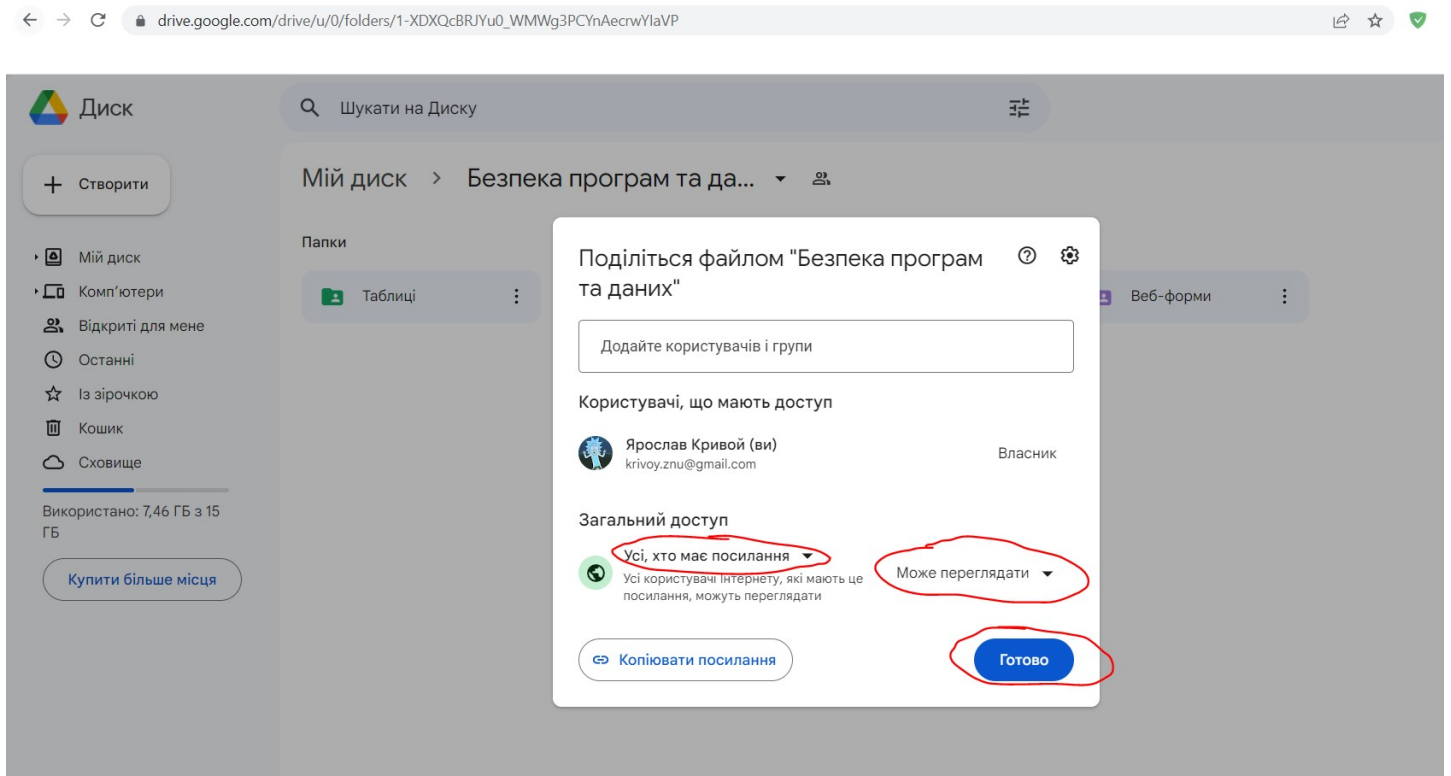 drive.google.com/drive/u/0/folders/1-XDXQcBRJYu0_WMWg3PCYnAecrwYIaVP
Диск
Шукати на Диску
Створити
Мій диск > Безпека програм та да...
Мій диск
Комп’ютери
Відкриті для мене
Останні
Із зірочкою
Кошик
Сховище
Використано: 7,46 ГБ з 15
ГБ
Купити більше місця
Папки
Таблиці
Веб-форми
Поділіться файлом "Безпека програм
та даних"
Додайте користувачів і групи
Користувачі, що мають доступ
Ярослав Кривой (ви)
krivoy.znu@gmail.com
Власник
Загальний доступ
Усі, хто має посилання
Усі користувачі Інтернету, які мають це
посилання, можуть переглядати
Може переглядати
Копіювати посилання
Готово